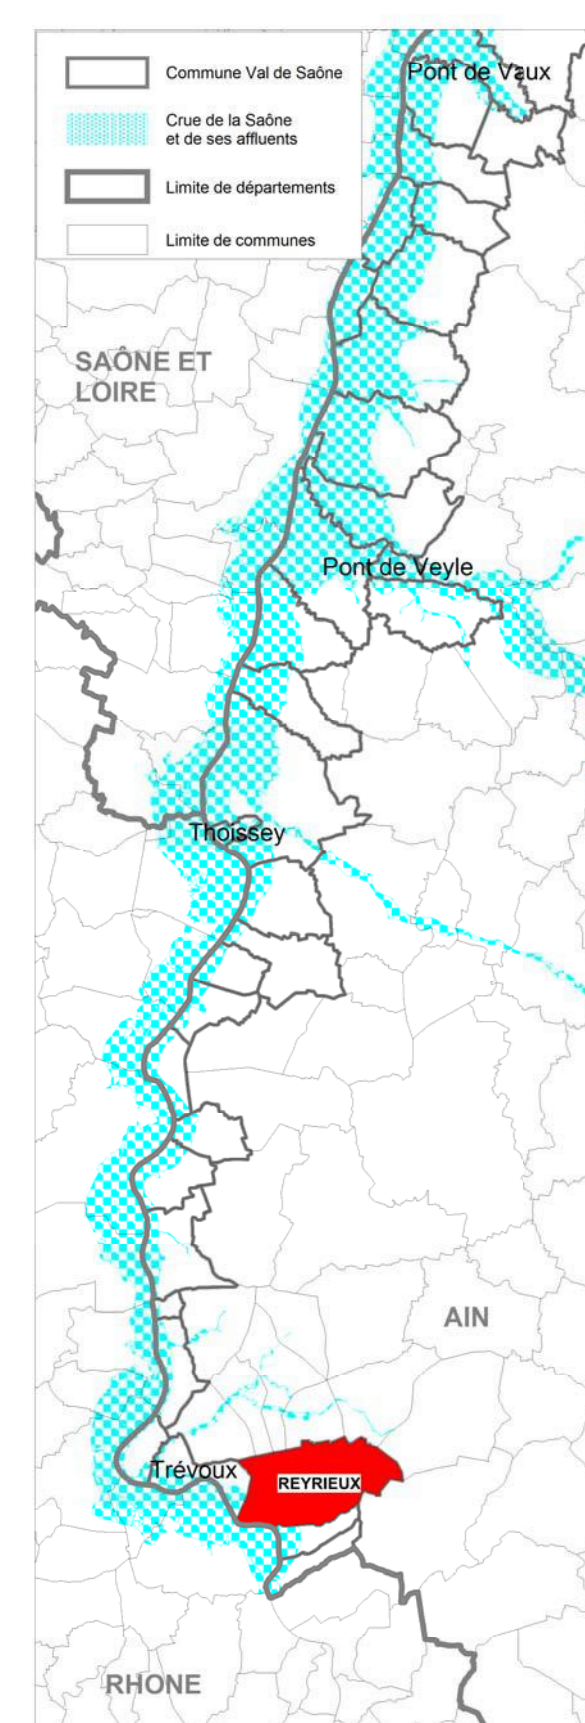 Commune Val de Saône
Crue de la Saône
et de ses affluents
Limite de départements
Limite de communes
Pont de Vaux
SAÔNE ET
LOIRE
Pont de Veyle
Thoissey
AIN
Trévoux
REYRIEUX
RHONE